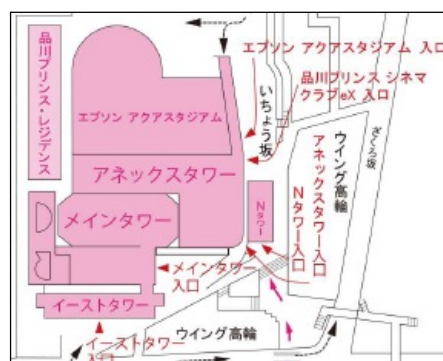 エプソン アクアスタジアム 入口
品川プリンス シネマ
クラブeX 入口
品川プリンス・レジデンス
いちょう坂
ざくろ坂
エプソン アクアスタジアム
ウイング高輪
アネックスタワー
アネックスタワー入口
Nタワー
Nタワー入口
メインタワー
メインタワー
入口
イーストタワー
ウイング高輪
イーストタワー
入口